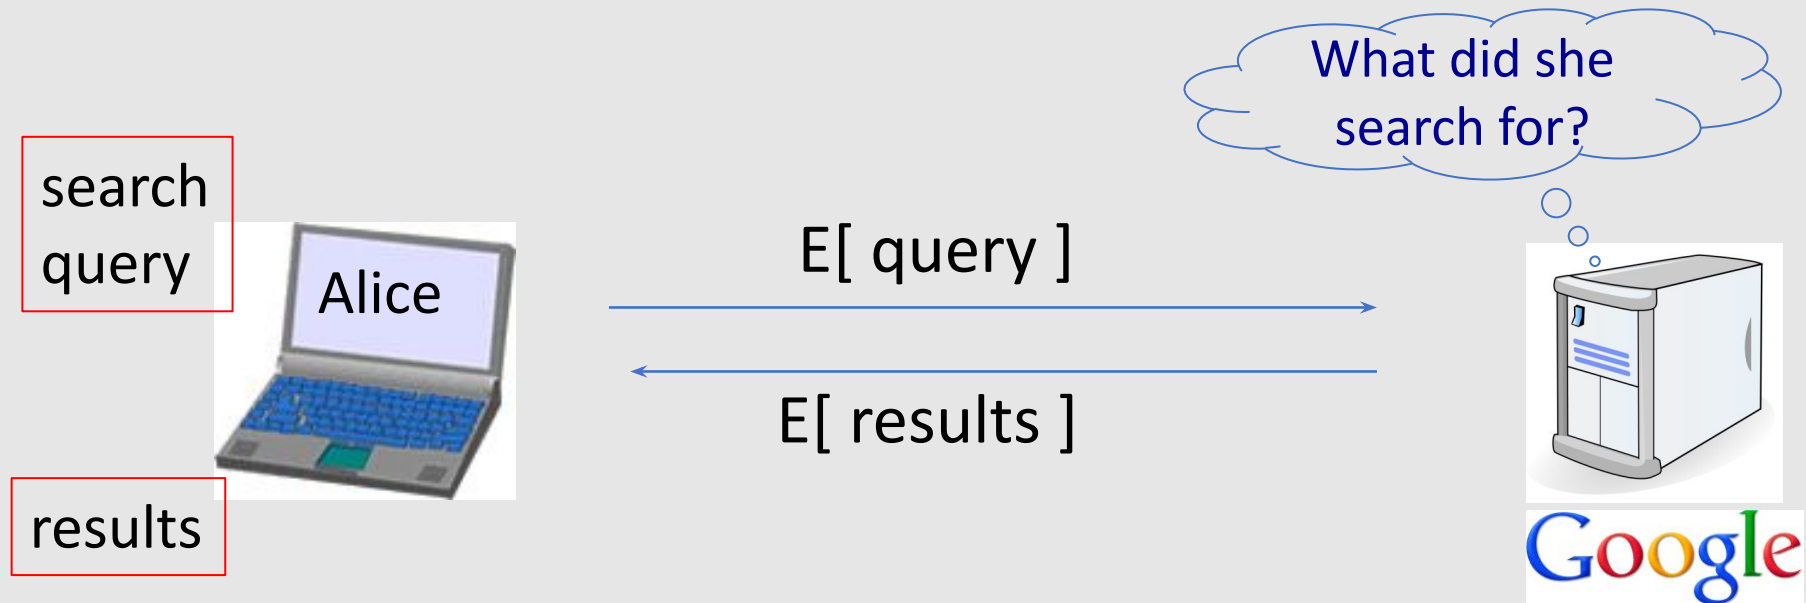 What did she
search for?
search
query
Alice
E[ query ]
E[ results ]
results
Google